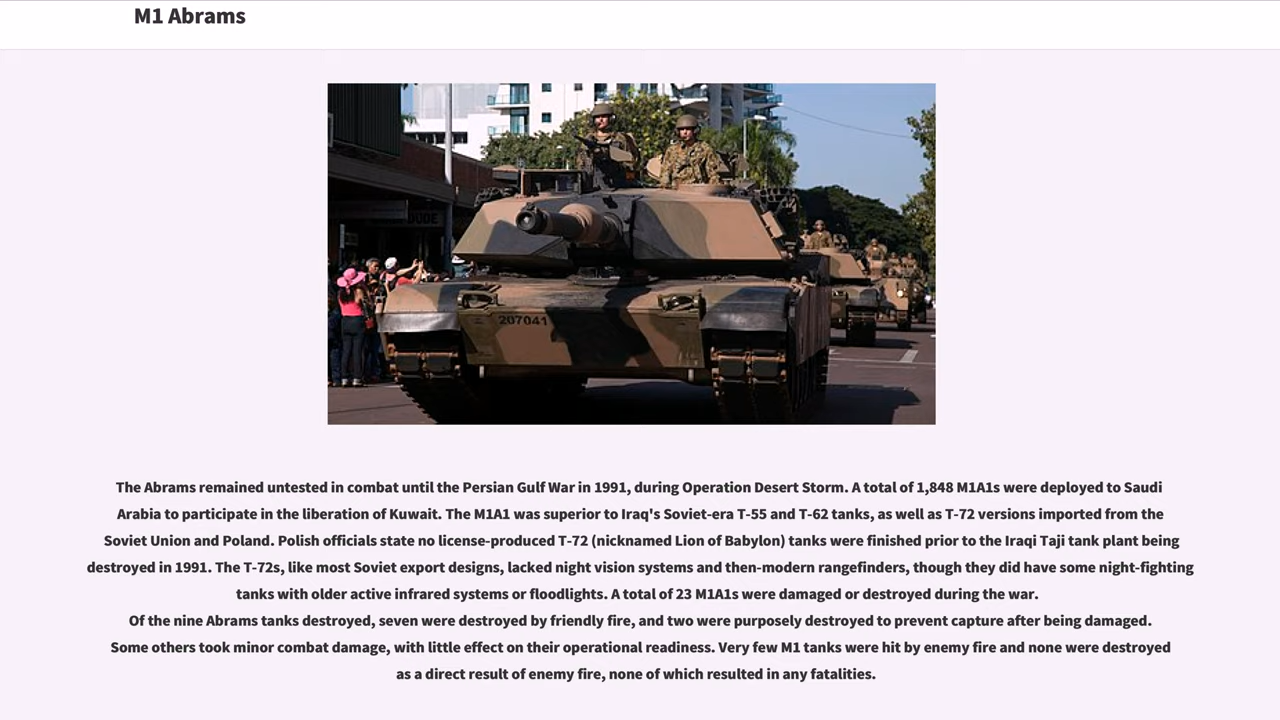 M1 Abrams
DUDE
207041
The Abrams remained untested in combat until the Persian Gulf War in 1991, during Operation Desert Storm. A total of 1,848 M1A1s were deployed to Saudi
Arabia to participate in the liberation of Kuwait. The M1A1 was superior to Iraq's Soviet-era T-55 and T-62 tanks, as well as T-72 versions imported from the
Soviet Union and Poland. Polish officials state no license-produced T-72 (nicknamed Lion of Babylon) tanks were finished prior to the Iraqi Taji tank plant being
destroyed in 1991. The T-72s, like most Soviet export designs, lacked night vision systems and then-modern rangefinders, though they did have some night-fighting
tanks with older active infrared systems or floodlights. A total of 23 M1A1s were damaged or destroyed during the war.
Of the nine Abrams tanks destroyed, seven were destroyed by friendly fire, and two were purposely destroyed to prevent capture after being damaged.
Some others took minor combat damage, with little effect on their operational readiness. Very few M1 tanks were hit by enemy fire and none were destroyed
as a direct result of enemy fire, none of which resulted in any fatalities.